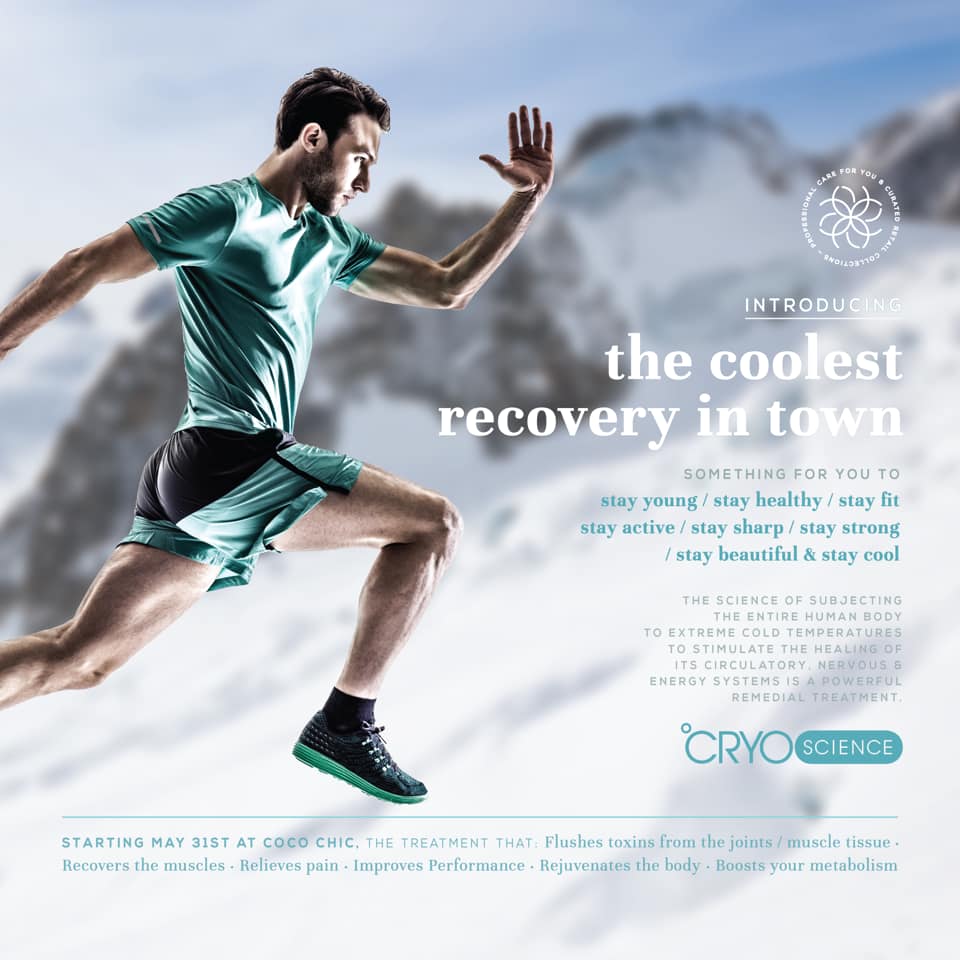 PROFESSIONAL CARE FOR YOU & CURATED RETAIL COLLECTIONS –
INTRODUCING
the coolest
recovery in town
SOMETHING FOR YOU TO
stay young / stay healthy / stay fit
stay active / stay sharp / stay strong
/ stay beautiful & stay cool
THE SCIENCE OF SUBJECTING
THE ENTIRE HUMAN BODY
TO EXTREME COLD TEMPERATURES
TO STIMULATE THE HEALING OF
ITS CIRCULATORY, NERVOUS &
ENERGY SYSTEMS IS A POWERFUL
REMEDIAL TREATMENT.
°CRYO SCIENCE
STARTING MAY 31ST AT COCO CHIC, THE TREATMENT THAT: Flushes toxins from the joints / muscle tissue ·
Recovers the muscles · Relieves pain · Improves Performance · Rejuvenates the body · Boosts your metabolism